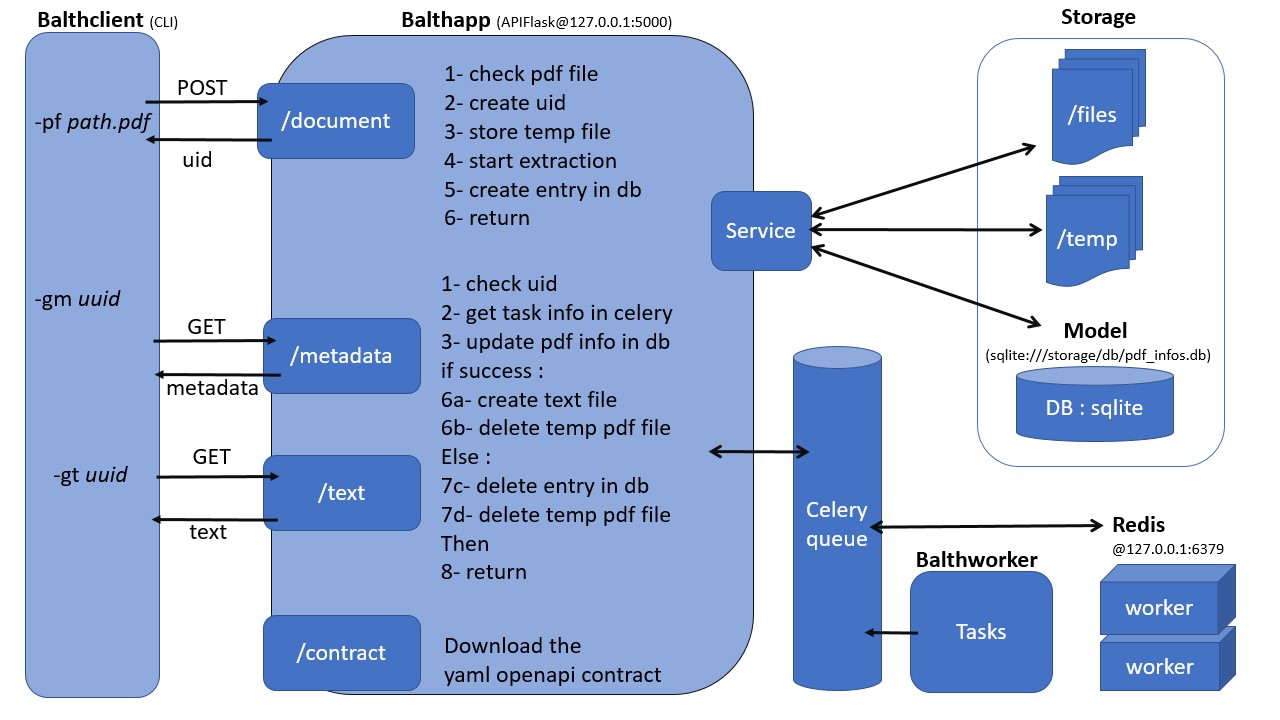 Balthclient (CLI)
-pf path.pdf
-gm uuid
-gt uuid
POST
uid
GET
metadata
GET
text
Balthapp (APIFlask@127.0.0.1:5000)
/document
1- check pdf file
2- create uid
3- store temp file
4- start extraction
5- create entry in db
6- return
/metadata
/text
1- check uid
2- get task info in celery
3- update pdf info in db
if success :
6a- create text file
6b- delete temp pdf file
Else :
7c- delete entry in db
7d- delete temp pdf file
Then
8- return
/contract
Download the
yaml openapi contract
Service
Storage
/files
/temp
Model
(sqlite:///storage/db/pdf_infos.db)
DB : sqlite
Celery
queue
Balthworker
Tasks
Redis
@127.0.0.1:6379
worker
worker